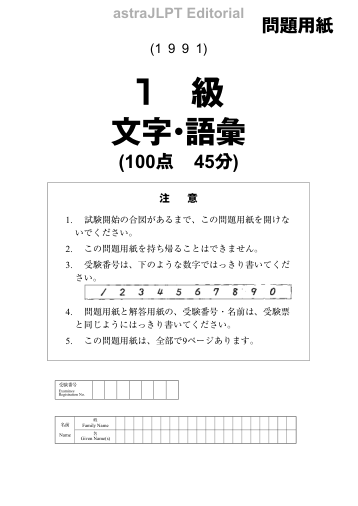 astraJLPT Editorial
問題用紙
(1991)
1 級
文字・語彙
(100点 45分)
注 意
1. 試験開始の合図があるまで、この問題用紙を開けな
いでください。
2. この問題用紙を持ち帰ることはできません。
3. 受験番号は、下のような数字ではっきり書いてくだ
さい。
1 2 3 4 5 6 7 8 9 0
4. 問題用紙と解答用紙の、受験番号・名前は、受験票
と同じようにはっきり書いてください。
5. この問題用紙は、全部で9ページあります。
受験番号
Examinee
Registration No.
名前
Name
姓
Family Name
名
Given Name(s)